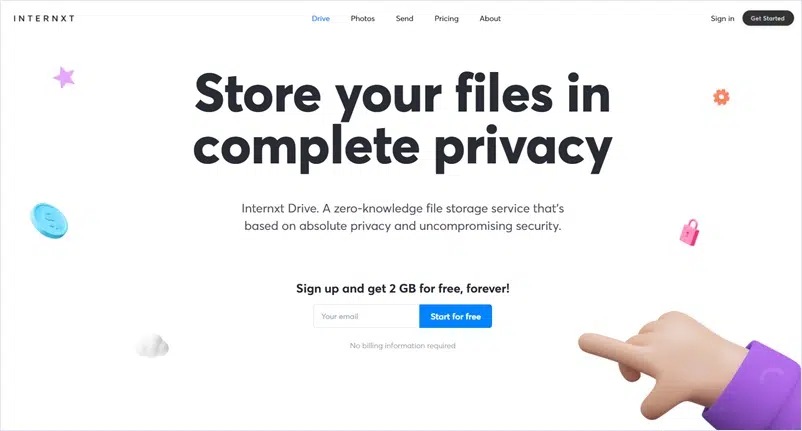 INTERNXT
Drive Photos Send Pricing About
Sign in
Get Started
Store your files in
complete privacy
Internxt Drive. A zero-knowledge file storage service that's
based on absolute privacy and uncompromising security.
Sign up and get 2 GB for free, forever!
Your email
Start for free
No billing information required